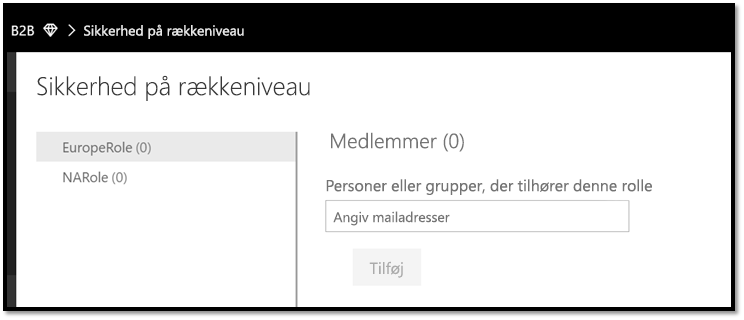 B2B Sikkerhed på rækkeniveau
Sikkerhed på rækkeniveau
EuropeRole (0)
NARole (0)
Medlemmer (0)
Personer eller grupper, der tilhører denne rolle
Angiv mailadresser
Tilføj